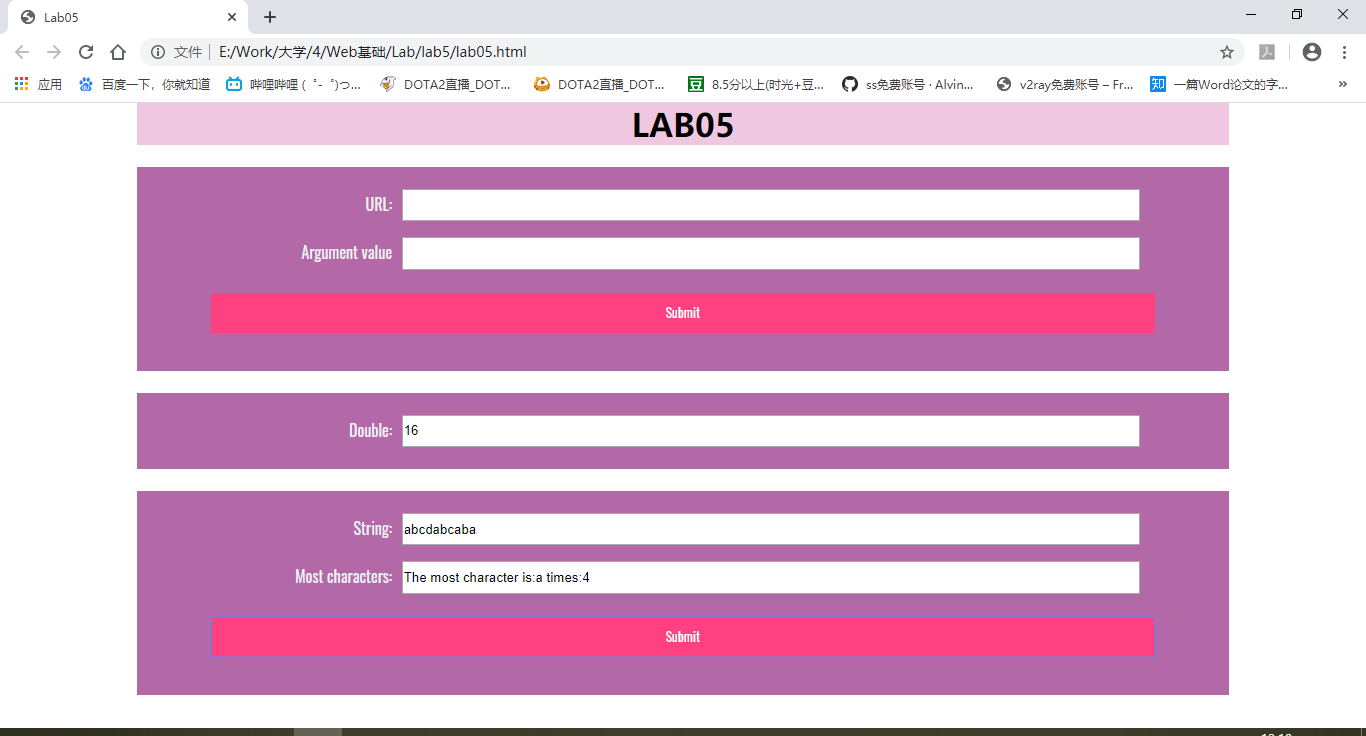 Lab05
文件 E:/Work/大学/4/Web基础/Lab/lab5/lab05.html
应用 百度一下，你就知道 哔哩哔哩 ( ゜- ゜)つ... DOTA2直播_DOT... DOTA2直播_DOT... 8.5分以上(时光+豆... ss免费账号 · Alvin... v2ray免费账号 – Fr... 一篇Word论文的字... »
LAB05
URL:
Argument value
Submit
Double: 16
String: abcdabcaba
Most characters: The most character is:a times:4
Submit